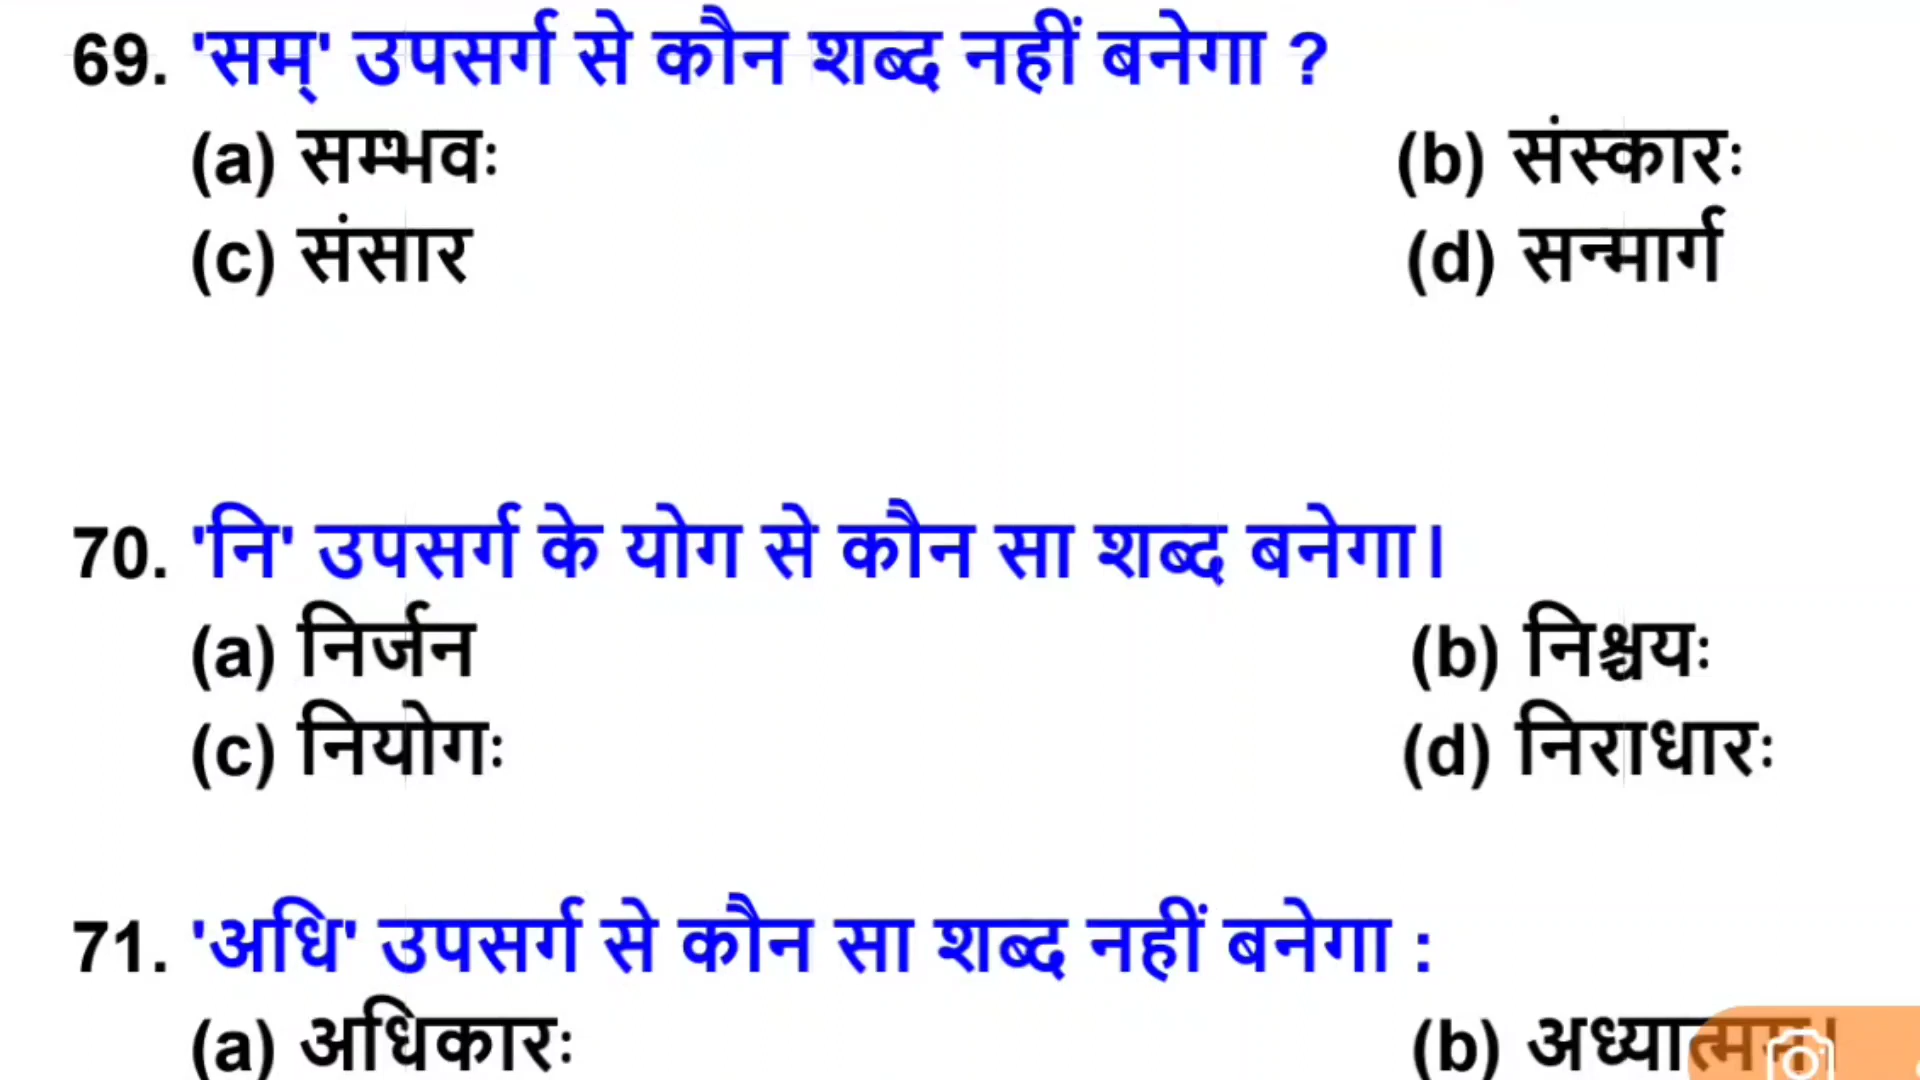 69. 'सम्' उपसर्ग से कौन शब्द नहीं बनेगा ?
(a) सम्भवः (b) संस्कारः
(c) संसार (d) सन्मार्ग
70. 'नि' उपसर्ग के योग से कौन सा शब्द बनेगा।
(a) निर्जन (b) निश्चयः
(c) नियोगः (d) निराधारः
71. 'अधि' उपसर्ग से कौन सा शब्द नहीं बनेगा :
(a) अधिकारः (b)